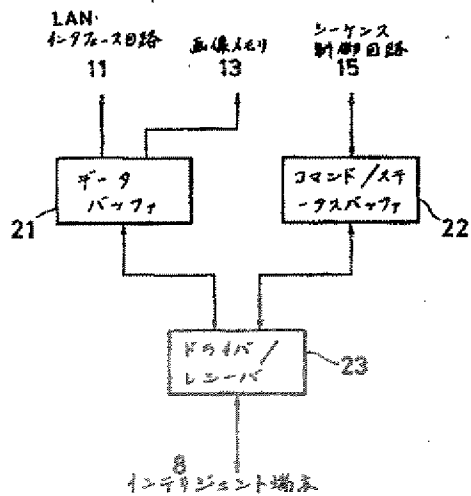 LAN
インタフェース回路
11
画像メモリ
13
シーケンス
制御回路
15
データ
バッファ
21
コマンド/ステ
ータスバッファ
22
ドライバ/
レシーバ
23
8
インテリジェント端末